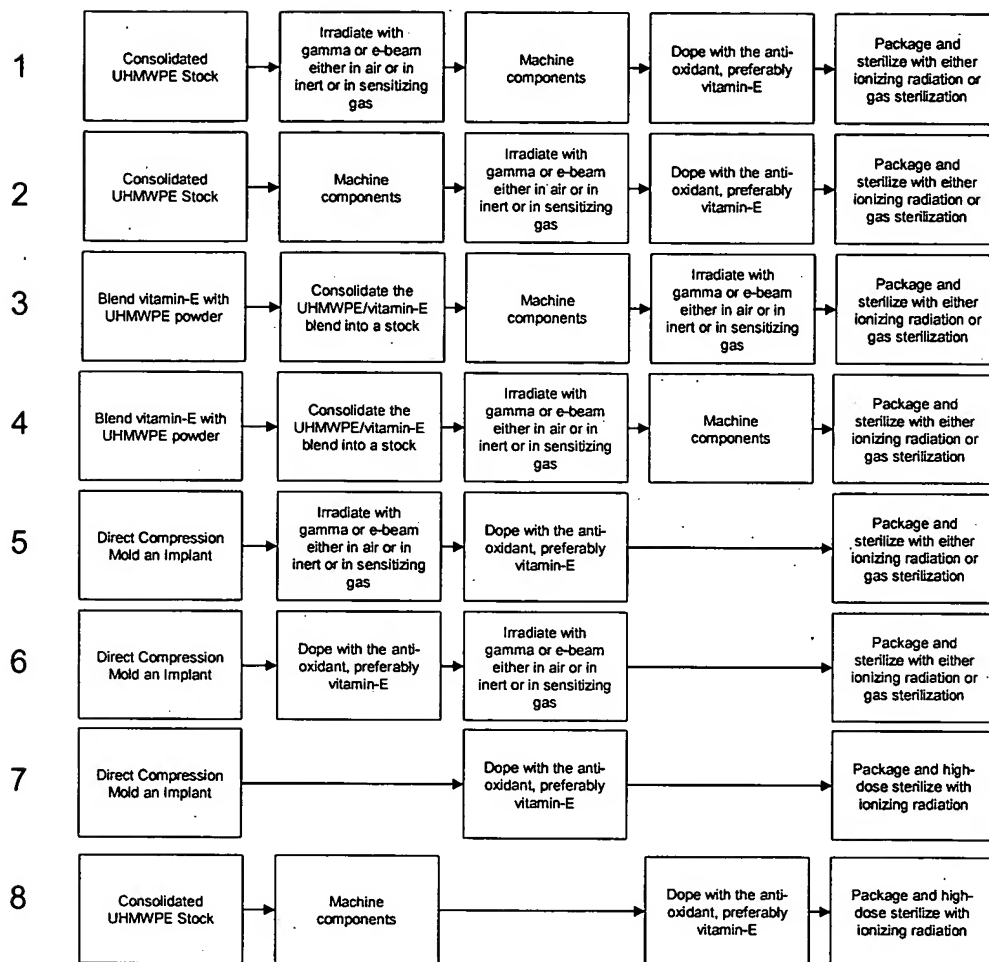 1
Consolidated
UHMWPE Stock
Irradiate with
gamma or e-beam
either in air or in
inert or in sensitizing
gas
Machine
components
Dope with the anti-
oxidant, preferably
vitamin-E
Package and
sterilize with either
ionizing radiation or
gas sterilization
2
Consolidated
UHMWPE Stock
Machine
components
Irradiate with
gamma or e-beam
either in air or in
inert or in sensitizing
gas
Dope with the anti-
oxidant, preferably
vitamin-E
Package and
sterilize with either
ionizing radiation or
gas sterilization
3
Blend vitamin-E with
UHMWPE powder
Consolidate the
UHMWPE/vitamin-E
blend into a stock
Machine
components
Irradiate with
gamma or e-beam
either in air or in
inert or in sensitizing
gas
Package and
sterilize with either
ionizing radiation or
gas sterilization
4
Blend vitamin-E with
UHMWPE powder
Consolidate the
UHMWPE/vitamin-E
blend into a stock
Irradiate with
gamma or e-beam
either in air or in
inert or in sensitizing
gas
Machine
components
Package and
sterilize with either
ionizing radiation or
gas sterilization
5
Direct Compression
Mold an Implant
Irradiate with
gamma or e-beam
either in air or in
inert or in sensitizing
gas
Dope with the anti-
oxidant, preferably
vitamin-E
Package and
sterilize with either
ionizing radiation or
gas sterilization
6
Direct Compression
Mold an Implant
Dope with the anti-
oxidant, preferably
vitamin-E
Irradiate with
gamma or e-beam
either in air or in
inert or in sensitizing
gas
Package and
sterilize with either
ionizing radiation or
gas sterilization
7
Direct Compression
Mold an Implant
Dope with the anti-
oxidant, preferably
vitamin-E
Package and high-
dose sterilize with
ionizing radiation
8
Consolidated
UHMWPE Stock
Machine
components
Dope with the anti-
oxidant, preferably
vitamin-E
Package and high-
dose sterilize with
ionizing radiation